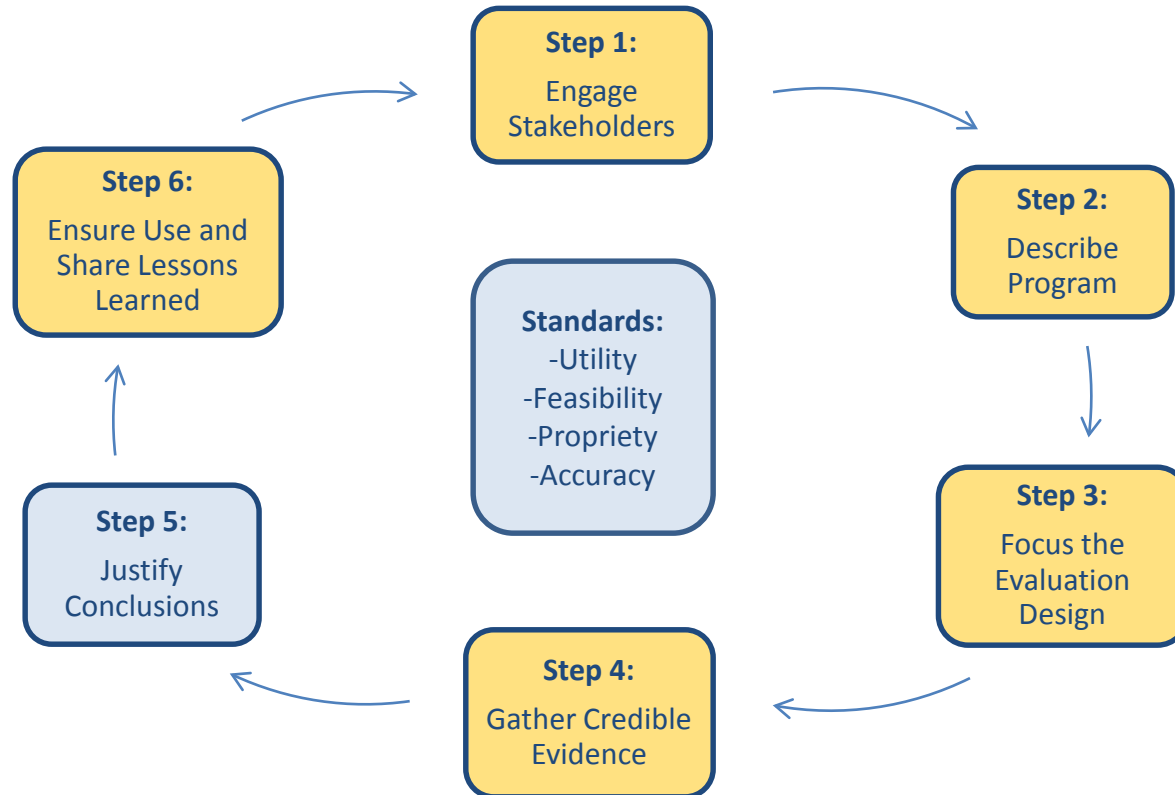 Step 1:
Engage
Stakeholders
Step 2:
Describe
Program
Step 3:
Focus the
Evaluation
Design
Step 4:
Gather Credible
Evidence
Step 5:
Justify
Conclusions
Step 6:
Ensure Use and
Share Lessons
Learned
Standards:
-Utility
-Feasibility
-Propriety
-Accuracy